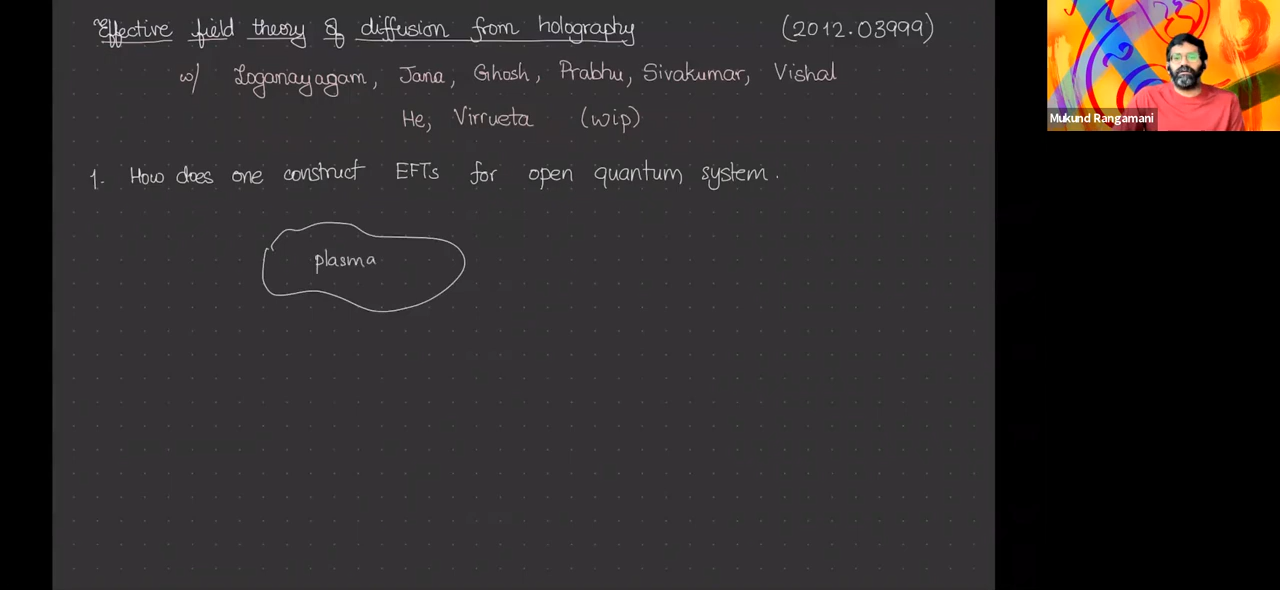 Effective field theory of diffusion from holography (2012.03999)
w/ Loganayagam, Jana, Ghosh, Prabhu, Sivakumar, Vishal
He, Virrueta (wip)
1. How does one construct EFTs for open quantum system.
plasma
Mukund Rangamani